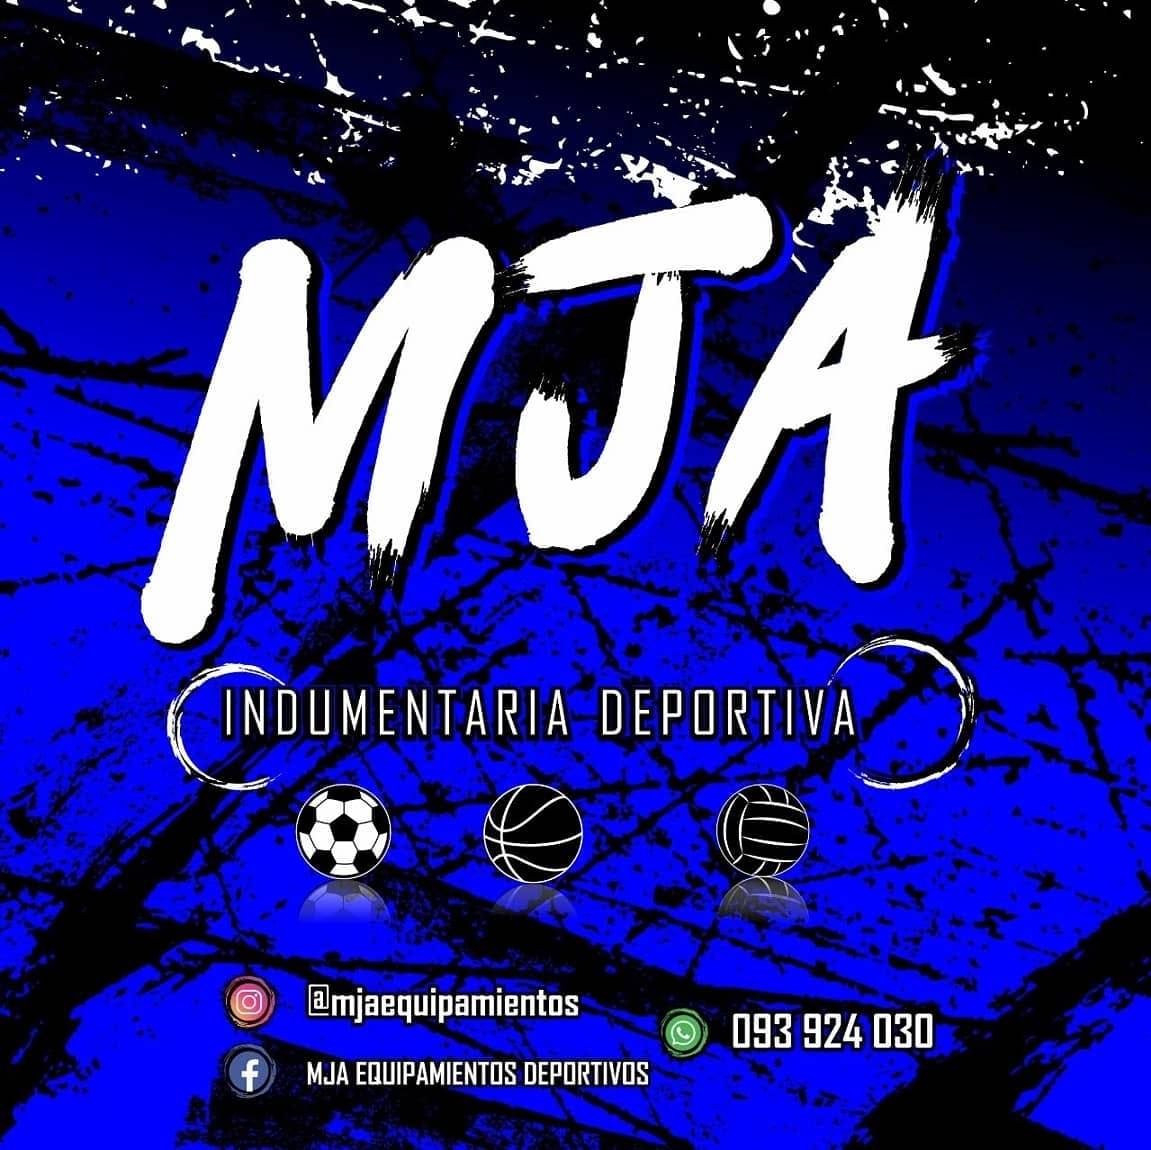 MJA
INDUMENTARIA DEPORTIVA
@mjaequipamientos
093 924 030
MJA EQUIPAMIENTOS DEPORTIVOS